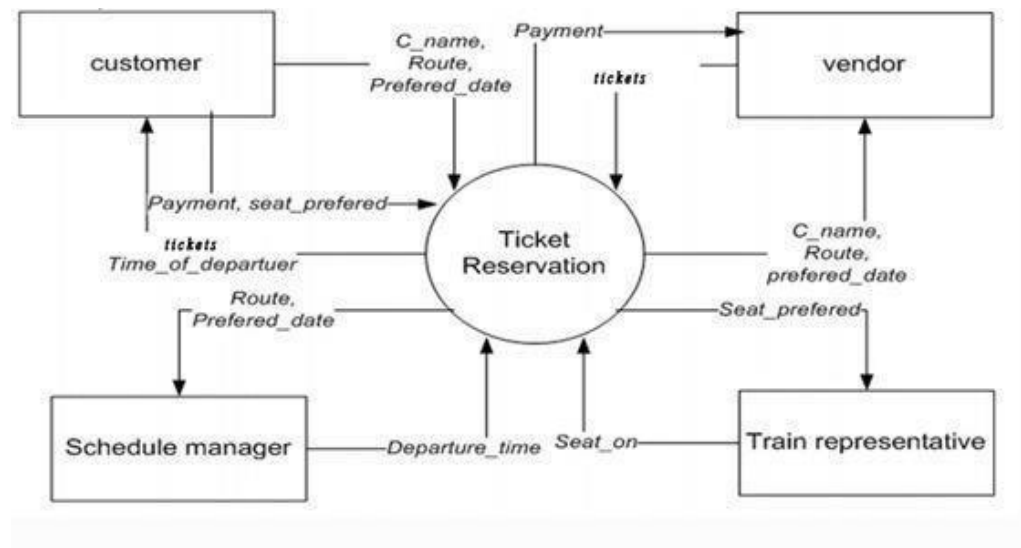 customer
C_name,
Route,
Prefered_date
Payment
tickets
vendor
Payment, seat_prefered
tickets
Time_of_departuer
Ticket
Reservation
C_name,
Route,
prefered_date
Route,
Prefered_date
Seat_prefered
Schedule manager
Departure_time
Seat_on
Train representative